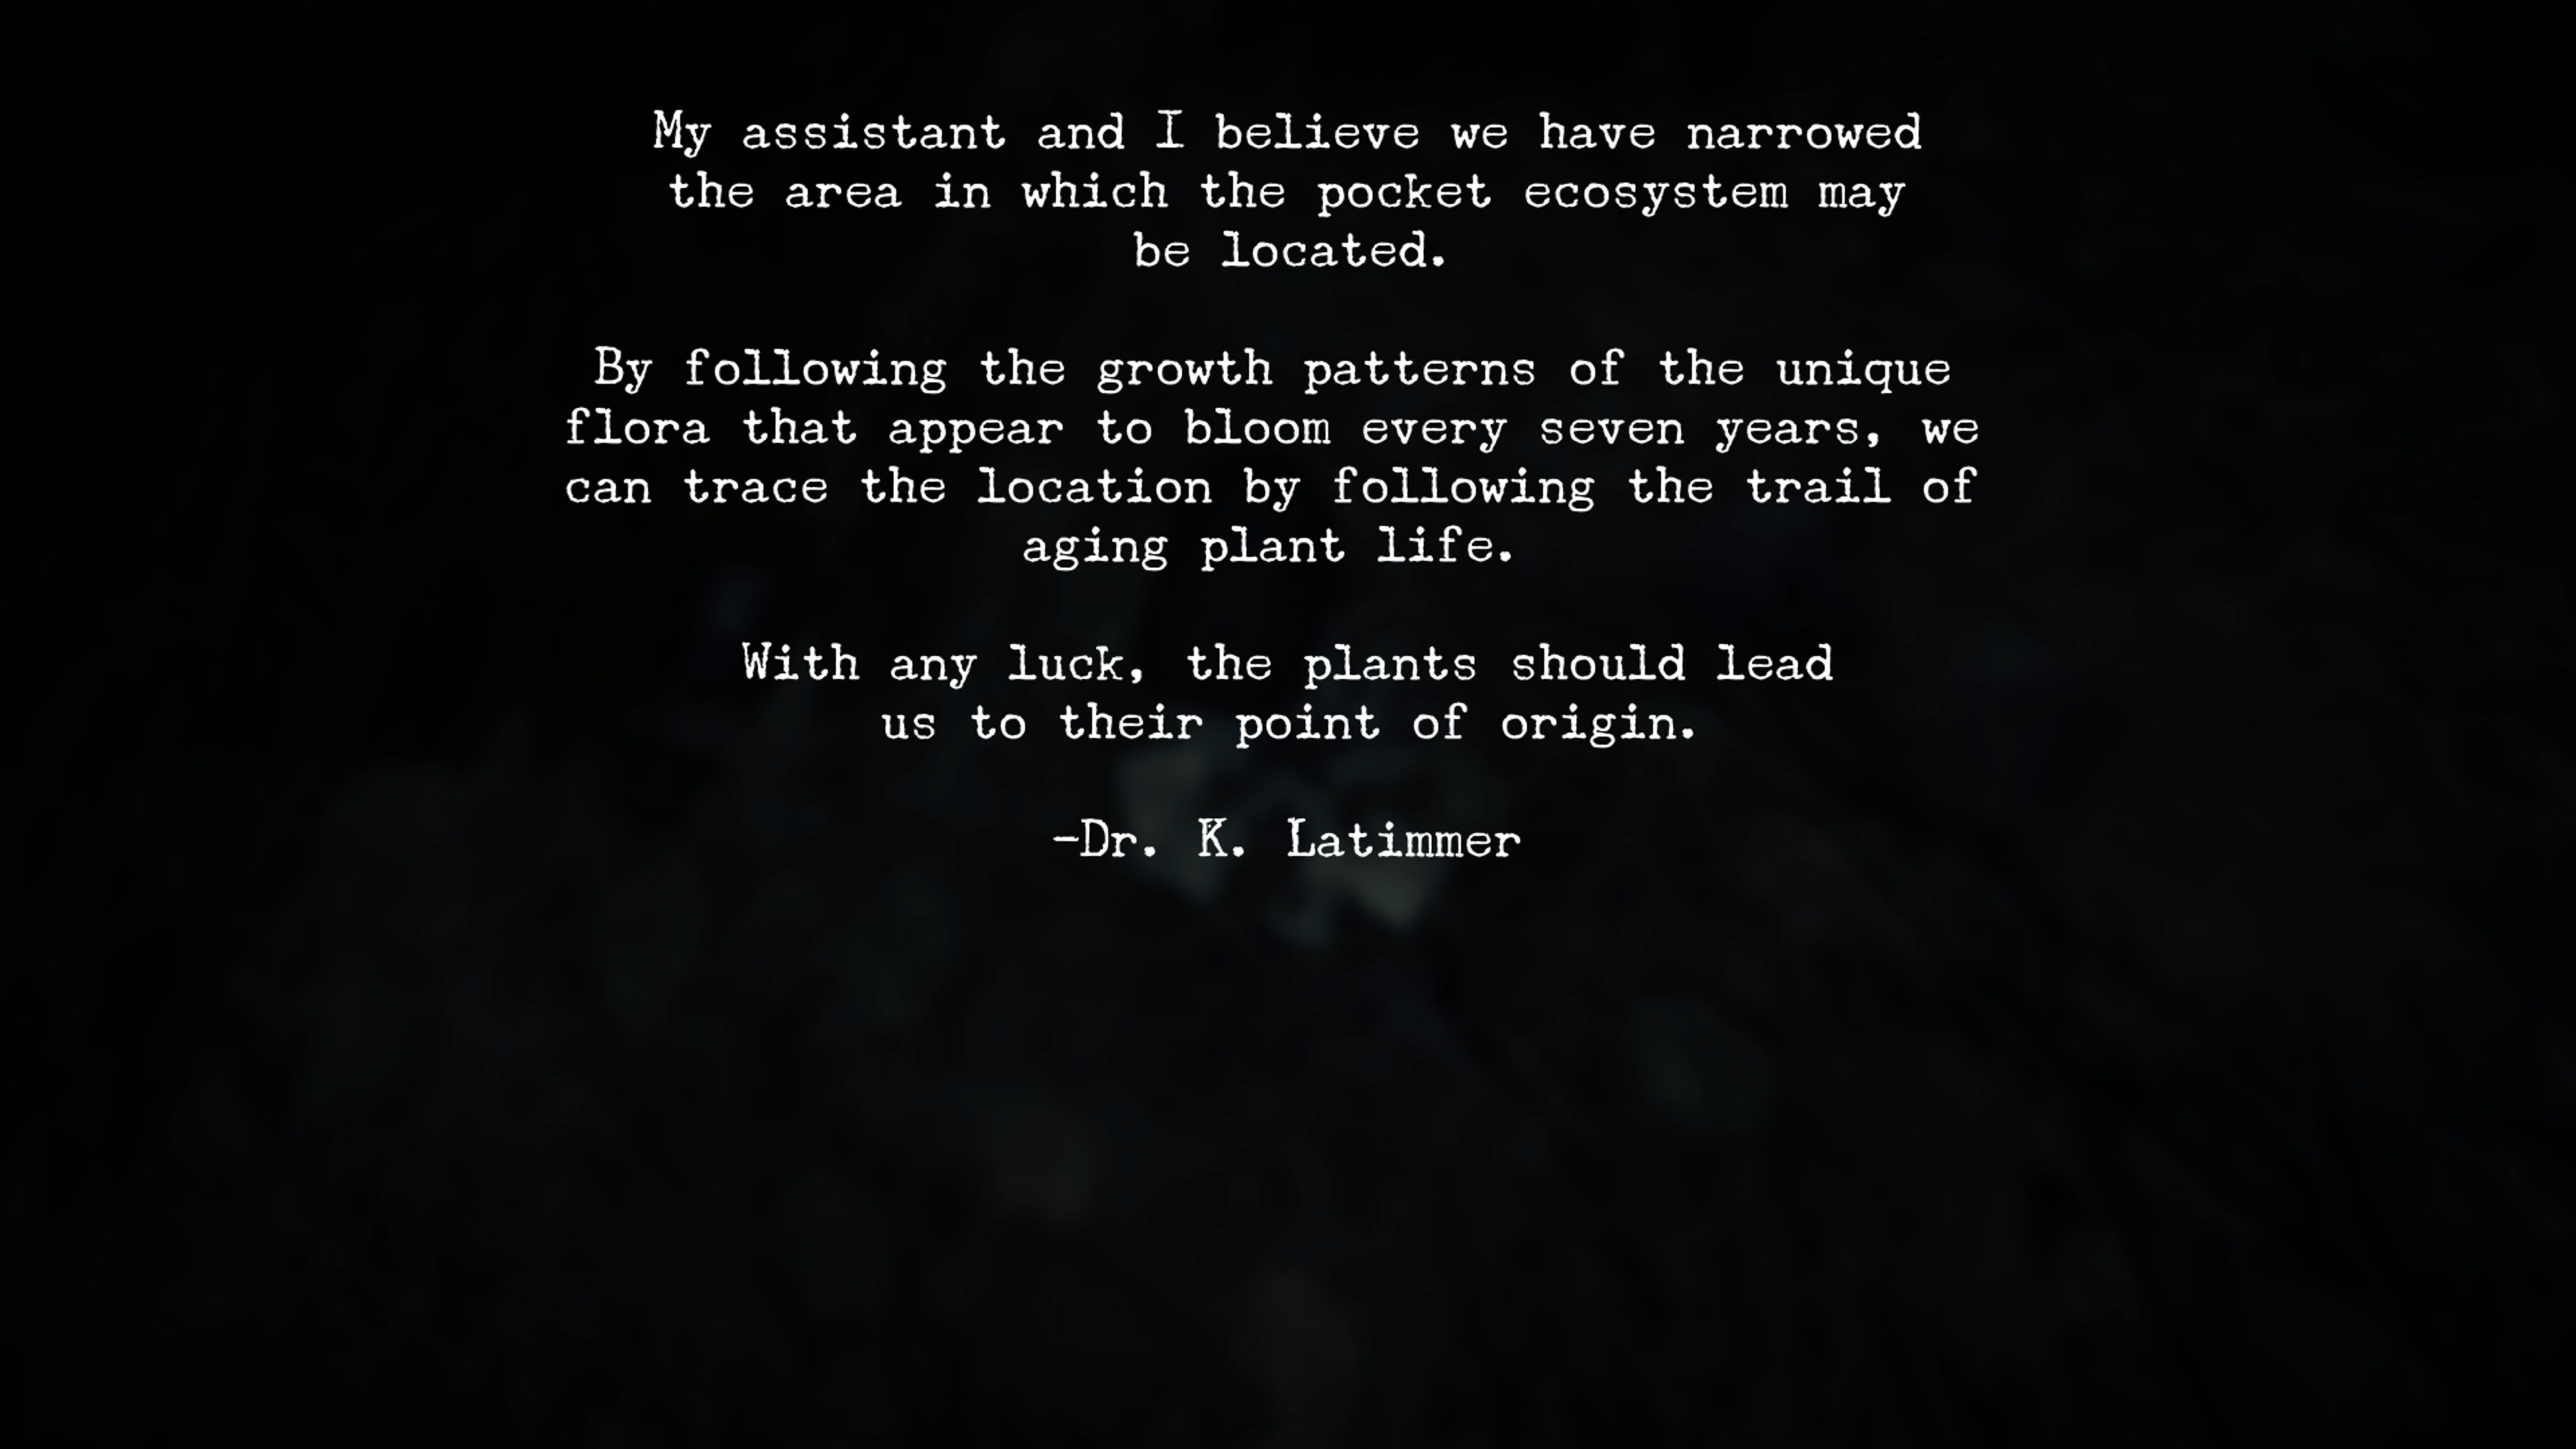 My assistant and I believe we have narrowed
the area in which the pocket ecosystem may
be located.
By following the growth patterns of the unique
flora that appear to bloom every seven years, we
can trace the location by following the trail of
aging plant life.
With any luck, the plants should lead
us to their point of origin.
-Dr. K. Latimmer